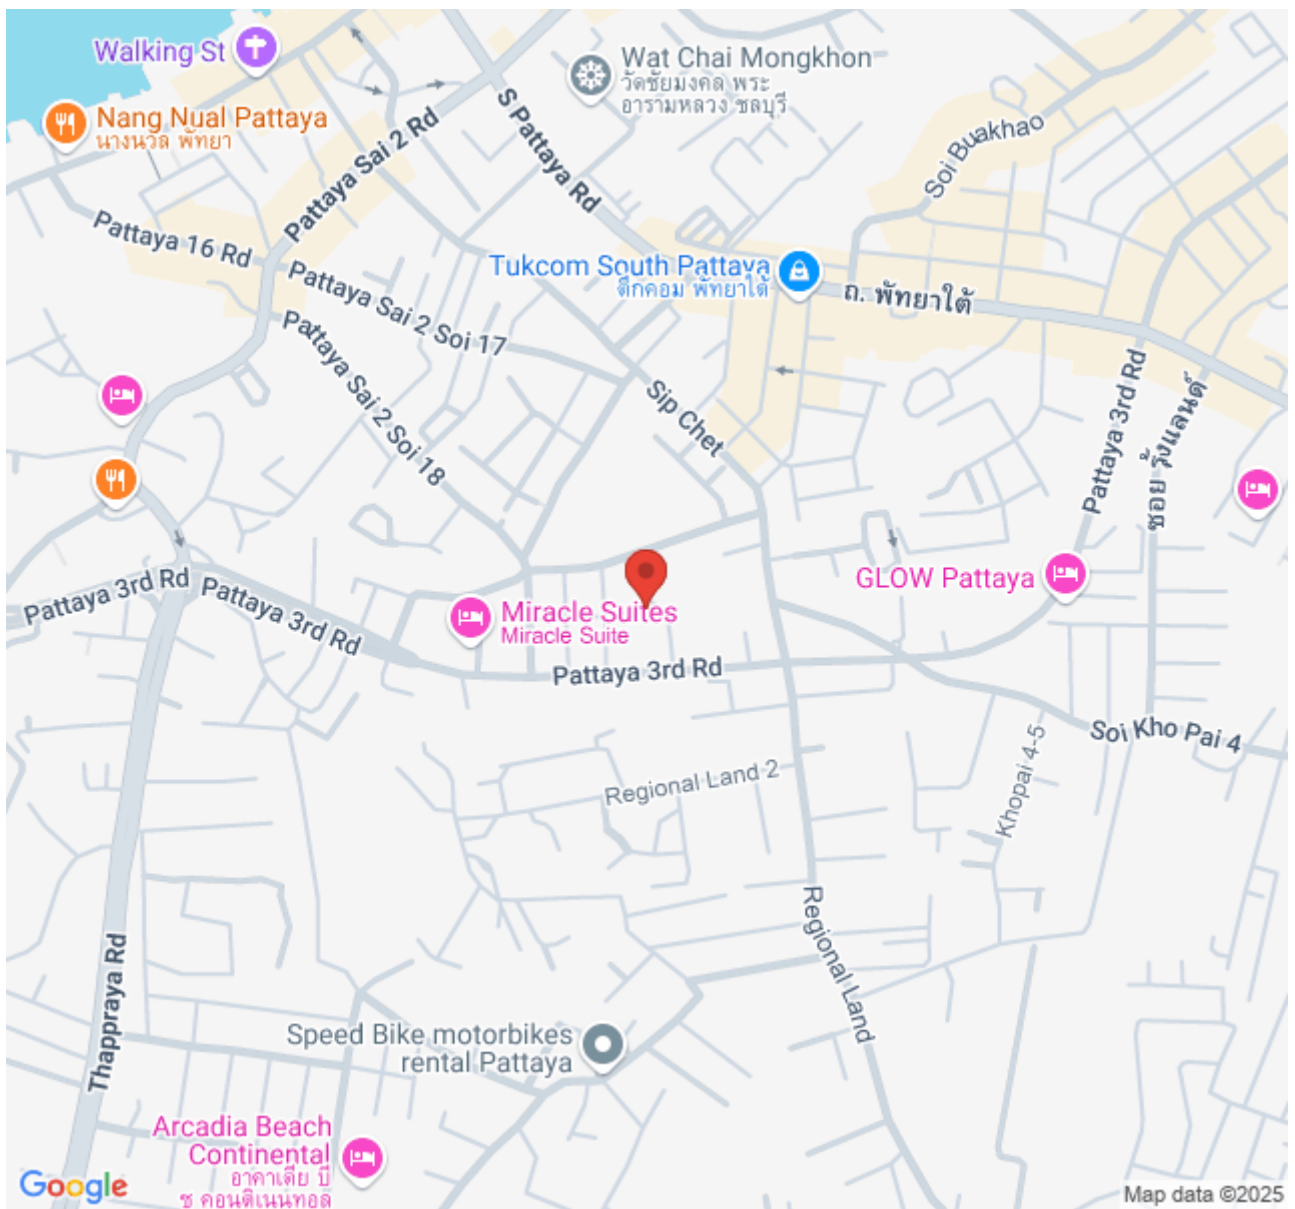 Walking St
Wat Chai Mongkhon
วัดชัยมงคล พระ
อารามหลวง ชลบุรี
Nang Nual Pattaya
นางนวล พัทยา
Pattaya Sai 2 Rd
S Pattaya Rd
Soi Buakhao
Pattaya 16 Rd
Tukcom South Pattaya
ตึกคอม พัทยาใต้
ถ. พัทยาใต้
Pattaya Sai 2 Soi 17
Pattaya Sai 2 Soi 18
Sip Chet
Pattaya 3rd Rd
ซอย วู้งแลนด์
GLOW Pattaya
Pattaya 3rd Rd
Pattaya 3rd Rd
Miracle Suites
Miracle Suite
Pattaya 3rd Rd
Soi Kho Pai 4
Regional Land 2
Khopai 4-5
Regional Land
Thappraya Rd
Speed Bike motorbikes
rental Pattaya
Arcadia Beach
Continental
อาคาเดีย บี
ช คอนติเนนทอล
Google
Map data ©2025